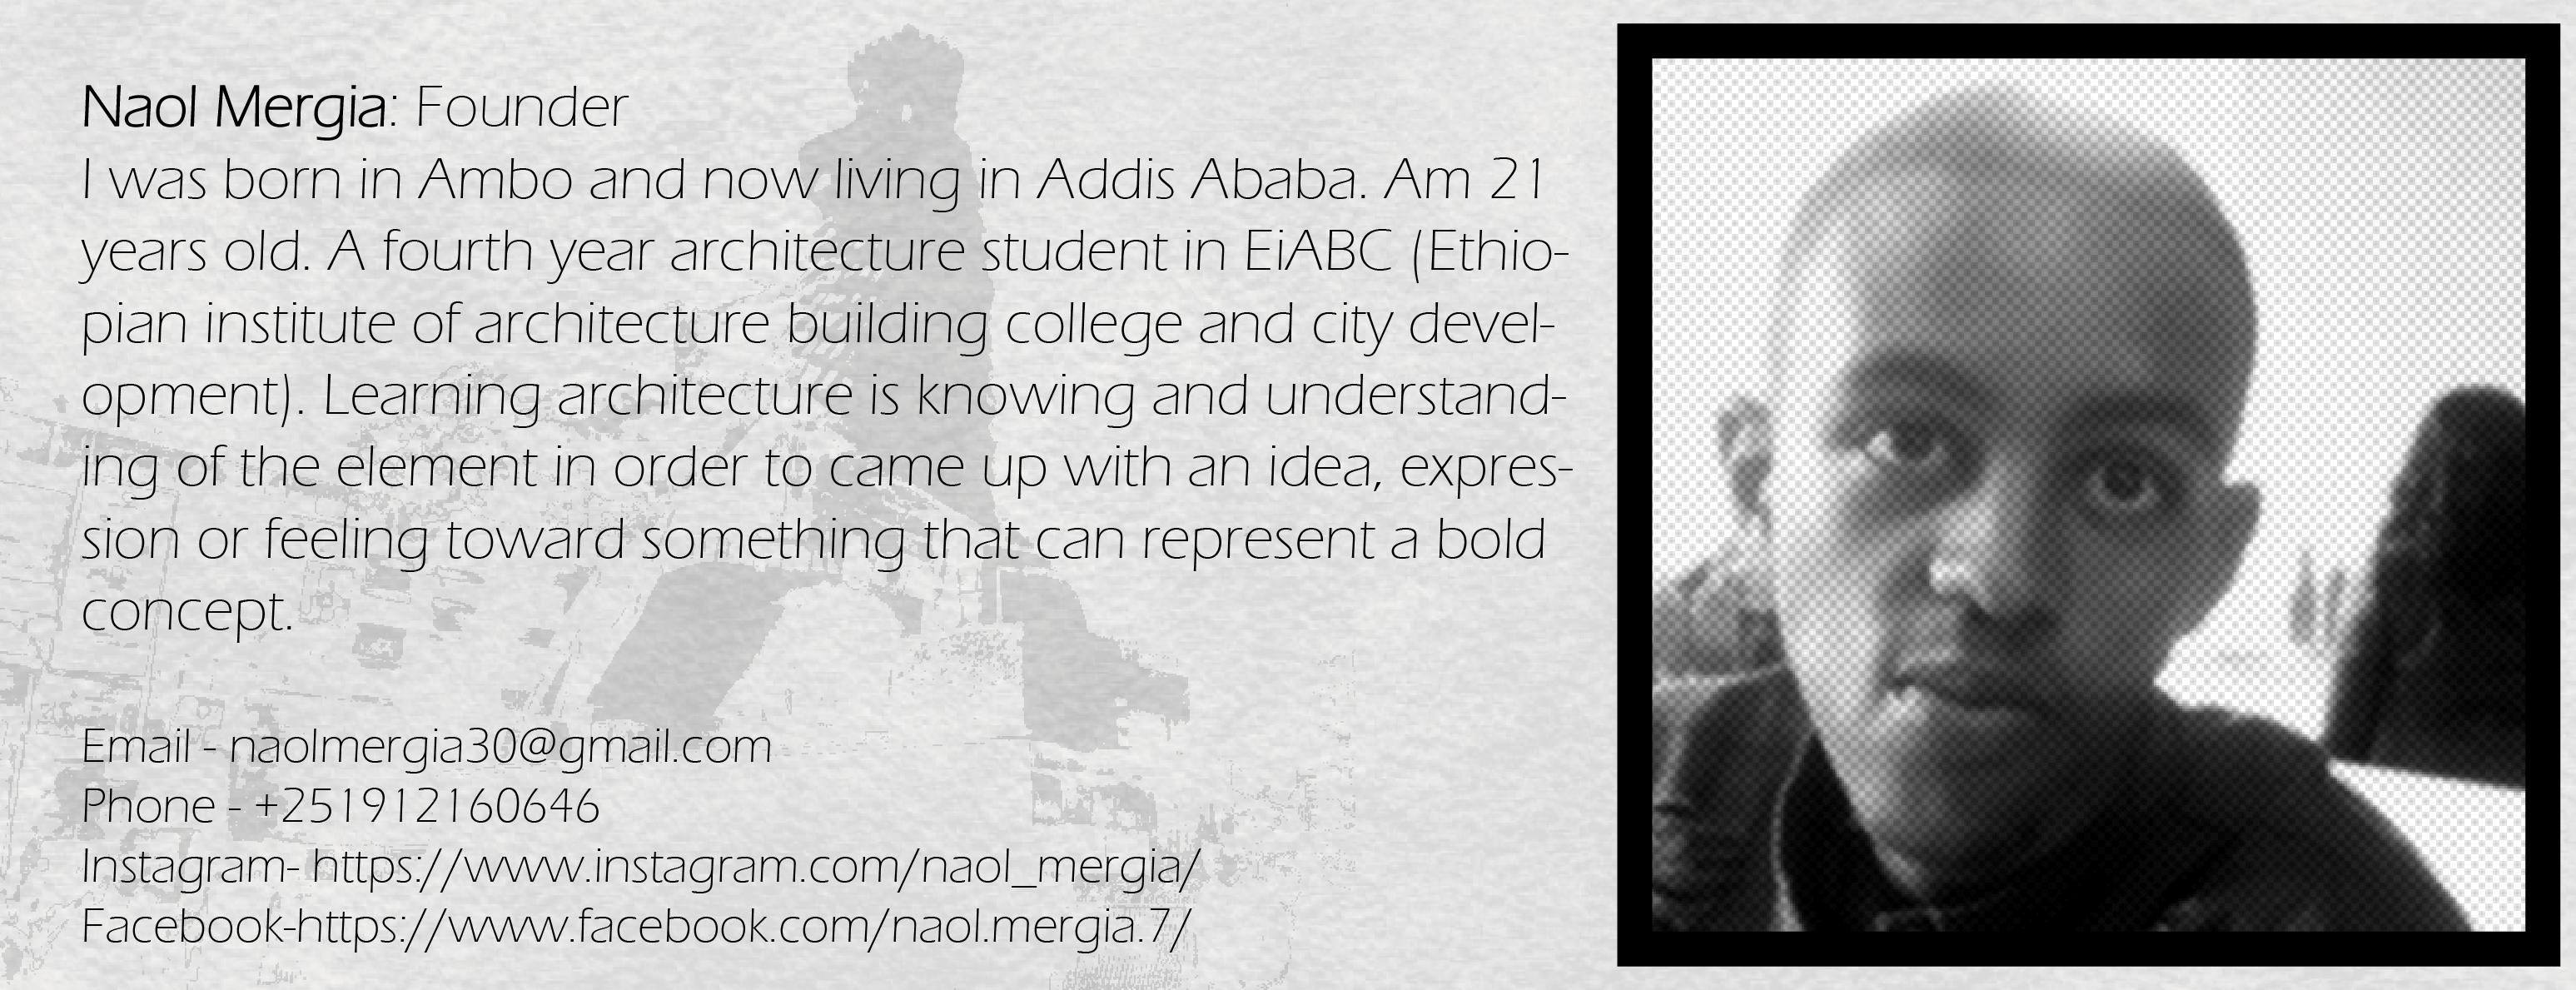 Naol Mergia: Founder
I was born in Ambo and now living in Addis Ababa. Am 21
years old. A fourth year architecture student in EiABC (Ethio-
pian institute of architecture building college and city devel-
opment). Learning architecture is knowing and understand-
ing of the element in order to came up with an idea, expres-
sion or feeling toward something that can represent a bold
concept.
Email - naolmergia30@gmail.com
Phone - +251912160646
Instagram- https://www.instagram.com/naol_mergia/
Facebook-https://www.facebook.com/naol.mergia.7/